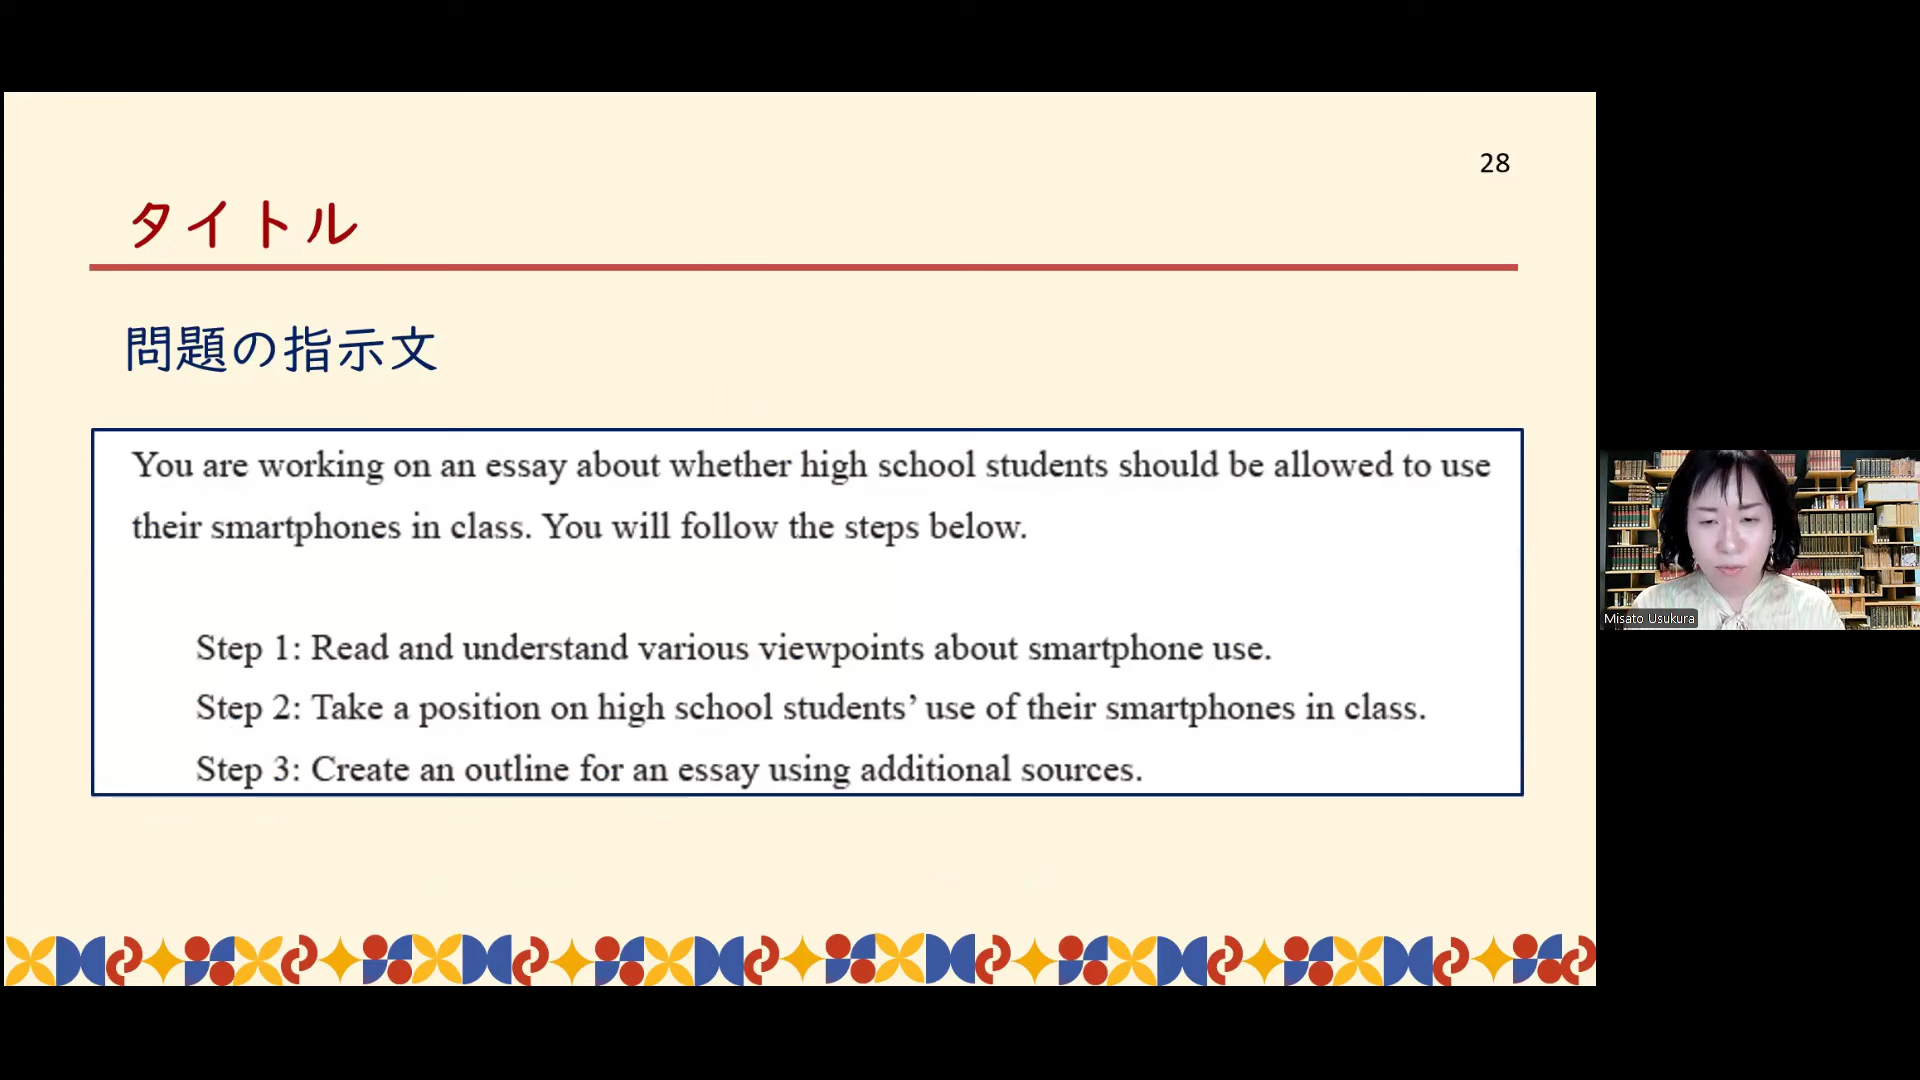 28
タイトル
問題の指示文
You are working on an essay about whether high school students should be allowed to use
their smartphones in class. You will follow the steps below.
Step 1: Read and understand various viewpoints about smartphone use.
Step 2: Take a position on high school students’ use of their smartphones in class.
Step 3: Create an outline for an essay using additional sources.
Misato Usukura